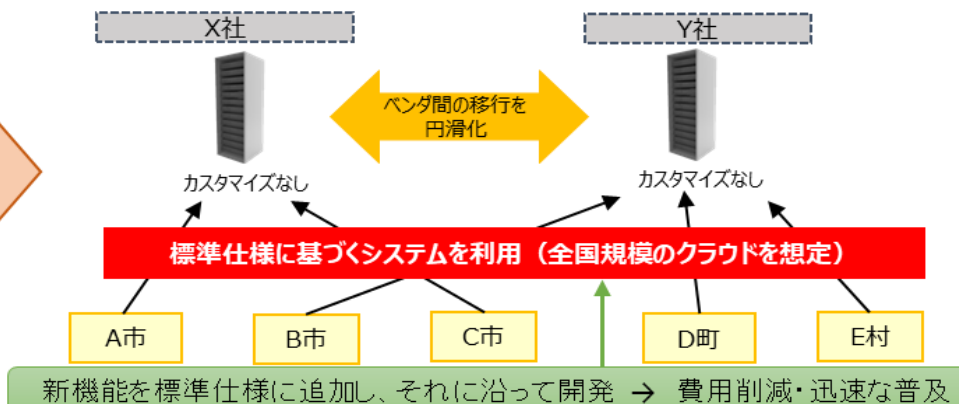 X社
Y社
ベンダ間の移行を
円滑化
カスタマイズなし
カスタマイズなし
標準仕様に基づくシステムを利用（全国規模のクラウドを想定）
A市
B市
C市
D町
E村
新機能を標準仕様に追加し、それに沿って開発 → 費用削減・迅速な普及